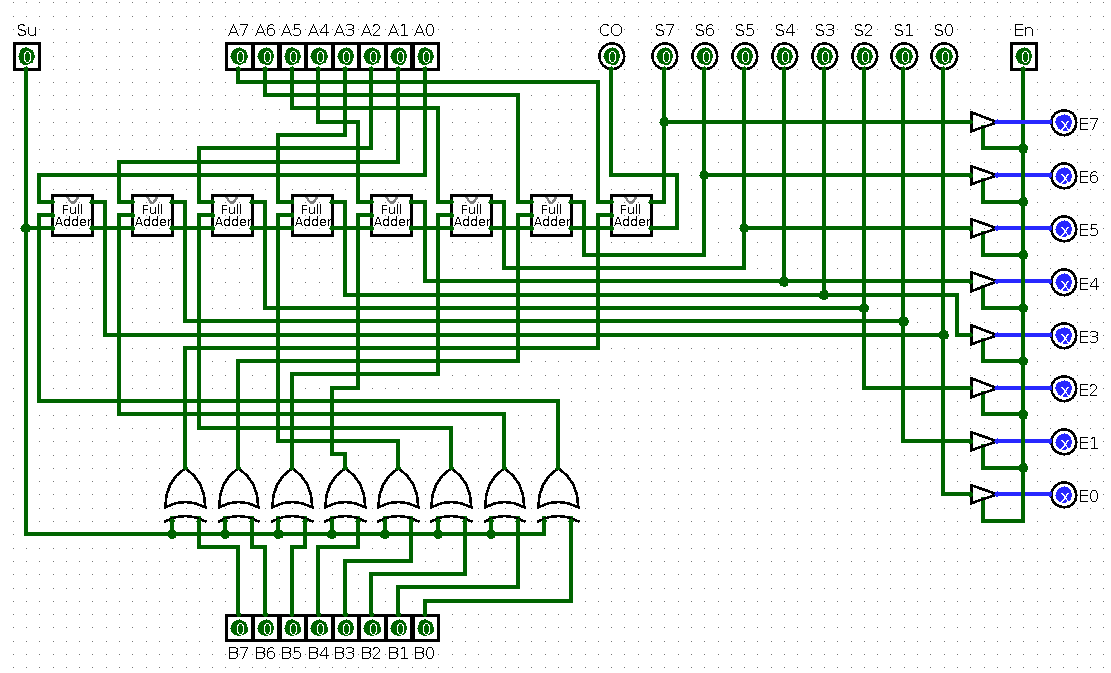 Su A7 A6 A5 A4 A3 A2 A1 A0 CO S7 S6 S5 S4 S3 S2 S1 S0 En
0 0 0 0 0 0 0 0 0 0 0 0 0 0 0 0 0 0 0
x E7
x E6
Full Full Full Full Full Full Full Full
Adder Adder Adder Adder Adder Adder Adder Adder
x E5
x E4
x E3
x E2
x E1
x E0
0 0 0 0 0 0 0 0
B7 B6 B5 B4 B3 B2 B1 B0